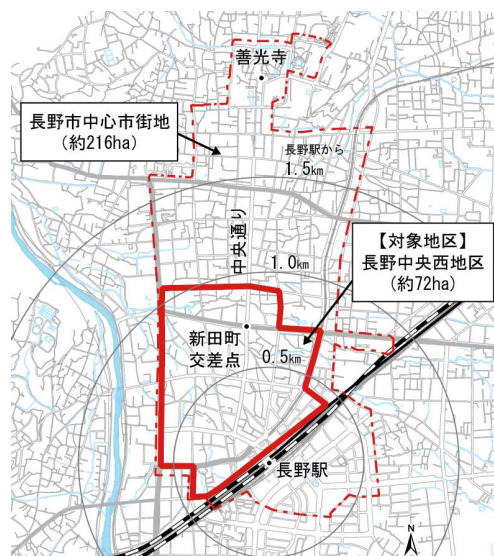 善光寺
長野市中心市街地
（約216ha）
長野駅から
1.5km
中央通り
1.0km
【対象地区】
長野中央西地区
（約72ha）
新田町
交差点
0.5km
長野駅
N